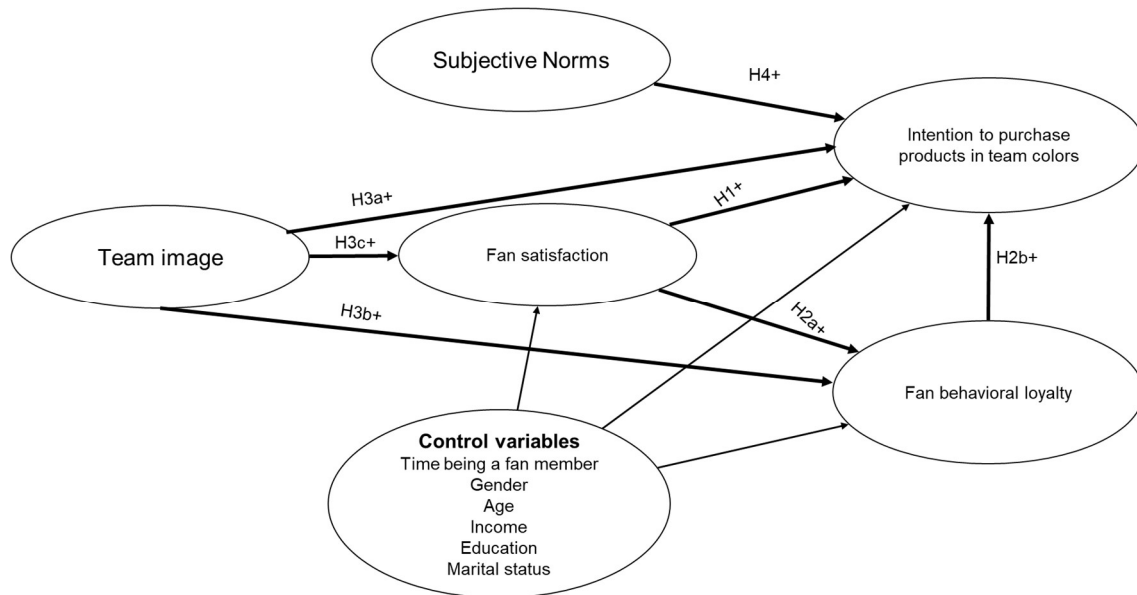 Subjective Norms
H4+
Intention to purchase
products in team colors
H3a+
H1+
Team image
H3c+
Fan satisfaction
H2b+
H3b+
H2a+
Fan behavioral loyalty
Control variables
Time being a fan member
Gender
Age
Income
Education
Marital status